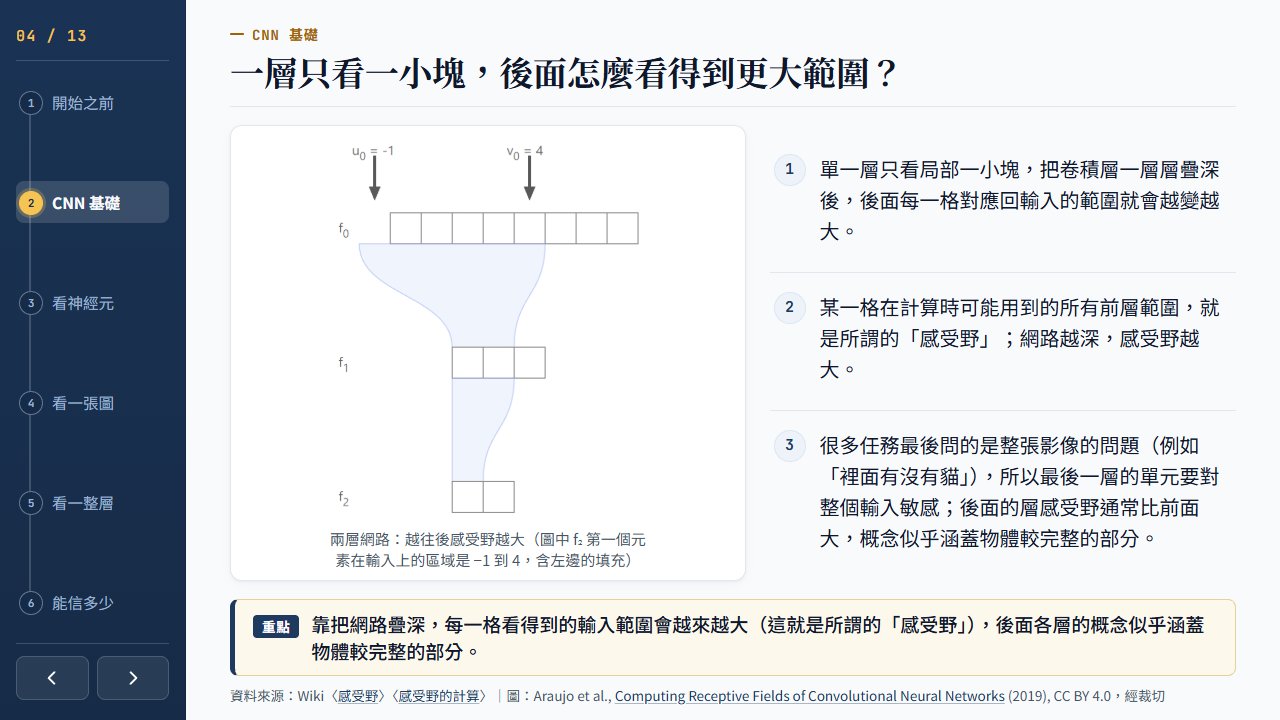 04 / 13
1 開始之前
2 CNN 基礎
3 看神經元
4 看一張圖
5 看一整層
6 能信多少
CNN 基礎
一層只看一小塊，後面怎麼看得到更大範圍？
u0 = -1
v0 = 4
f0
f1
f2
兩層網路：越往後感受野越大（圖中 f₂ 第一個元
素在輸入上的區域是 −1 到 4，含左邊的填充）
1 單一層只看局部一小塊，把卷積層一層層疊深
後，後面每一格對應回輸入的範圍就會越變越
大。
2 某一格在計算時可能用到的所有前層範圍，就
是所謂的「感受野」；網路越深，感受野越
大。
3 很多任務最後問的是整張影像的問題（例如
「裡面有沒有貓」），所以最後一層的單元要對
整個輸入敏感；後面的層感受野通常比前面
大，概念似乎涵蓋物體較完整的部分。
重點 靠把網路疊深，每一格看得到的輸入範圍會越來越大（這就是所謂的「感受野」），後面各層的概念似乎涵蓋
物體較完整的部分。
資料來源：Wiki〈感受野〉〈感受野的計算〉｜圖：Araujo et al., Computing Receptive Fields of Convolutional Neural Networks (2019), CC BY 4.0，經裁切